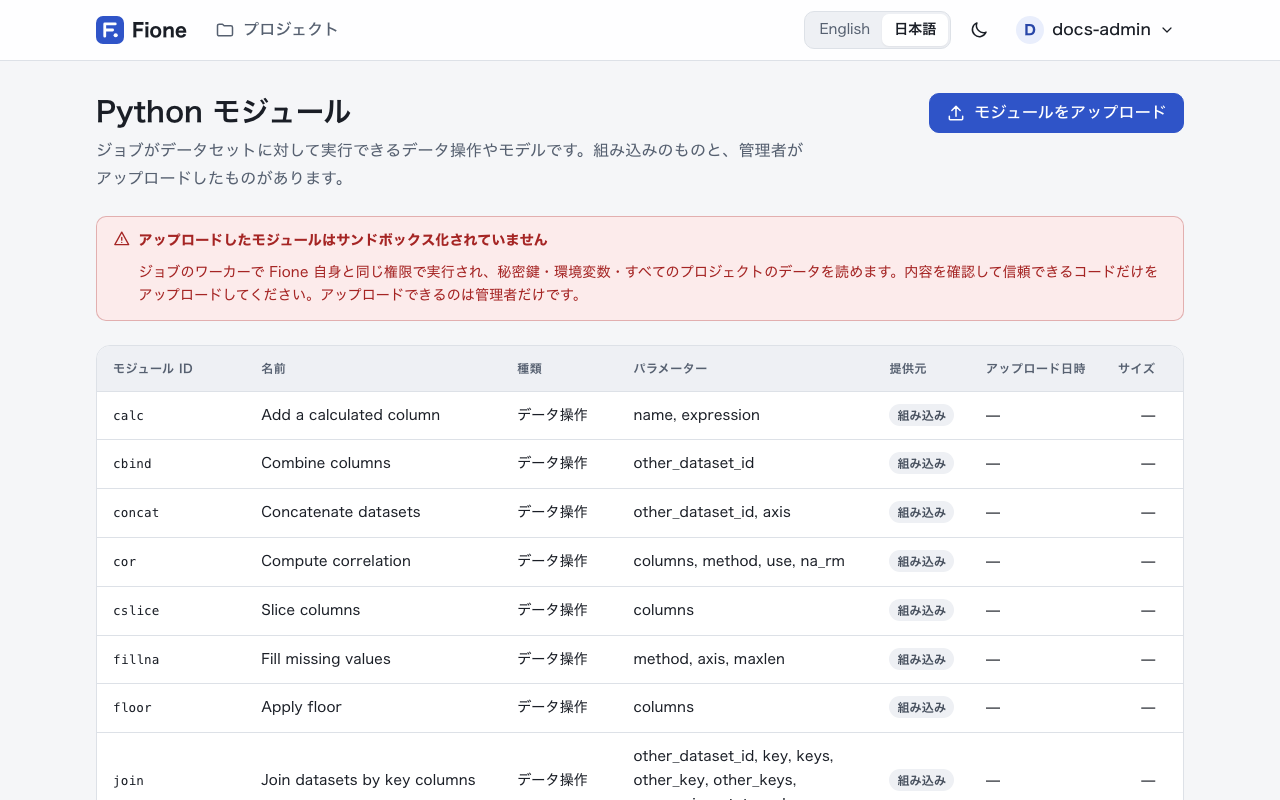 Fione
プロジェクト
English
日本語
D
docs-admin
Python モジュール
モジュールをアップロード
ジョブがデータセットに対して実行できるデータ操作やモデルです。組み込みのものと、管理者が
アップロードしたものがあります。
アップロードしたモジュールはサンドボックス化されていません
ジョブのワーカーで Fione 自身と同じ権限で実行され、秘密鍵・環境変数・すべてのプロジェクトのデータを読めます。内容を確認して信頼できるコードだけを
アップロードしてください。アップロードできるのは管理者だけです。
モジュール ID 名前 種類 パラメーター 提供元 アップロード日時 サイズ
calc Add a calculated column データ操作 name, expression 組み込み — —
cbind Combine columns データ操作 other_dataset_id 組み込み — —
concat Concatenate datasets データ操作 other_dataset_id, axis 組み込み — —
cor Compute correlation データ操作 columns, method, use, na_rm 組み込み — —
cslice Slice columns データ操作 columns 組み込み — —
fillna Fill missing values データ操作 method, axis, maxlen 組み込み — —
floor Apply floor データ操作 columns 組み込み — —
other_dataset_id, key, keys,
join Join datasets by key columns データ操作 other_key, other_keys, 組み込み — —